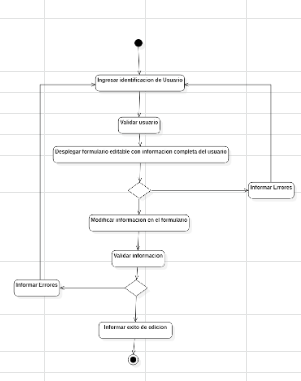 Ingresar identificacion de Usuario
Validar usuario
Desplegar formulario editable con informacion completa del usuario
Informar Errores
Modificar informacion en el formulario
Validar informacion
Informar Errores
Informar exito de edicion